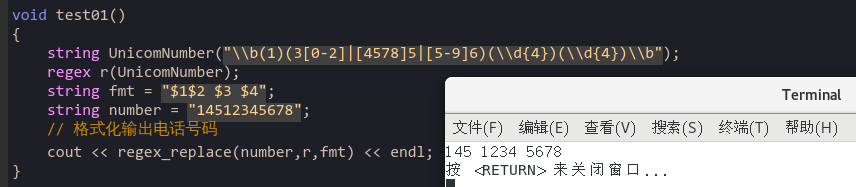 void test01()
{
string UnicomNumber("\\b(1)(3[0-2]|[4578]5|[5-9]6)(\\d{4})(\\d{4})\\b");
regex r(UnicomNumber);
string fmt = "$1$2 $3 $4";
string number = "14512345678";
// 格式化输出电话号码
cout << regex_replace(number,r,fmt) << endl;
}
Terminal
文件(F) 编辑(E) 查看(V) 搜索(S) 终端(T) 帮助(H)
145 1234 5678
按 <RETURN> 来关闭窗口...